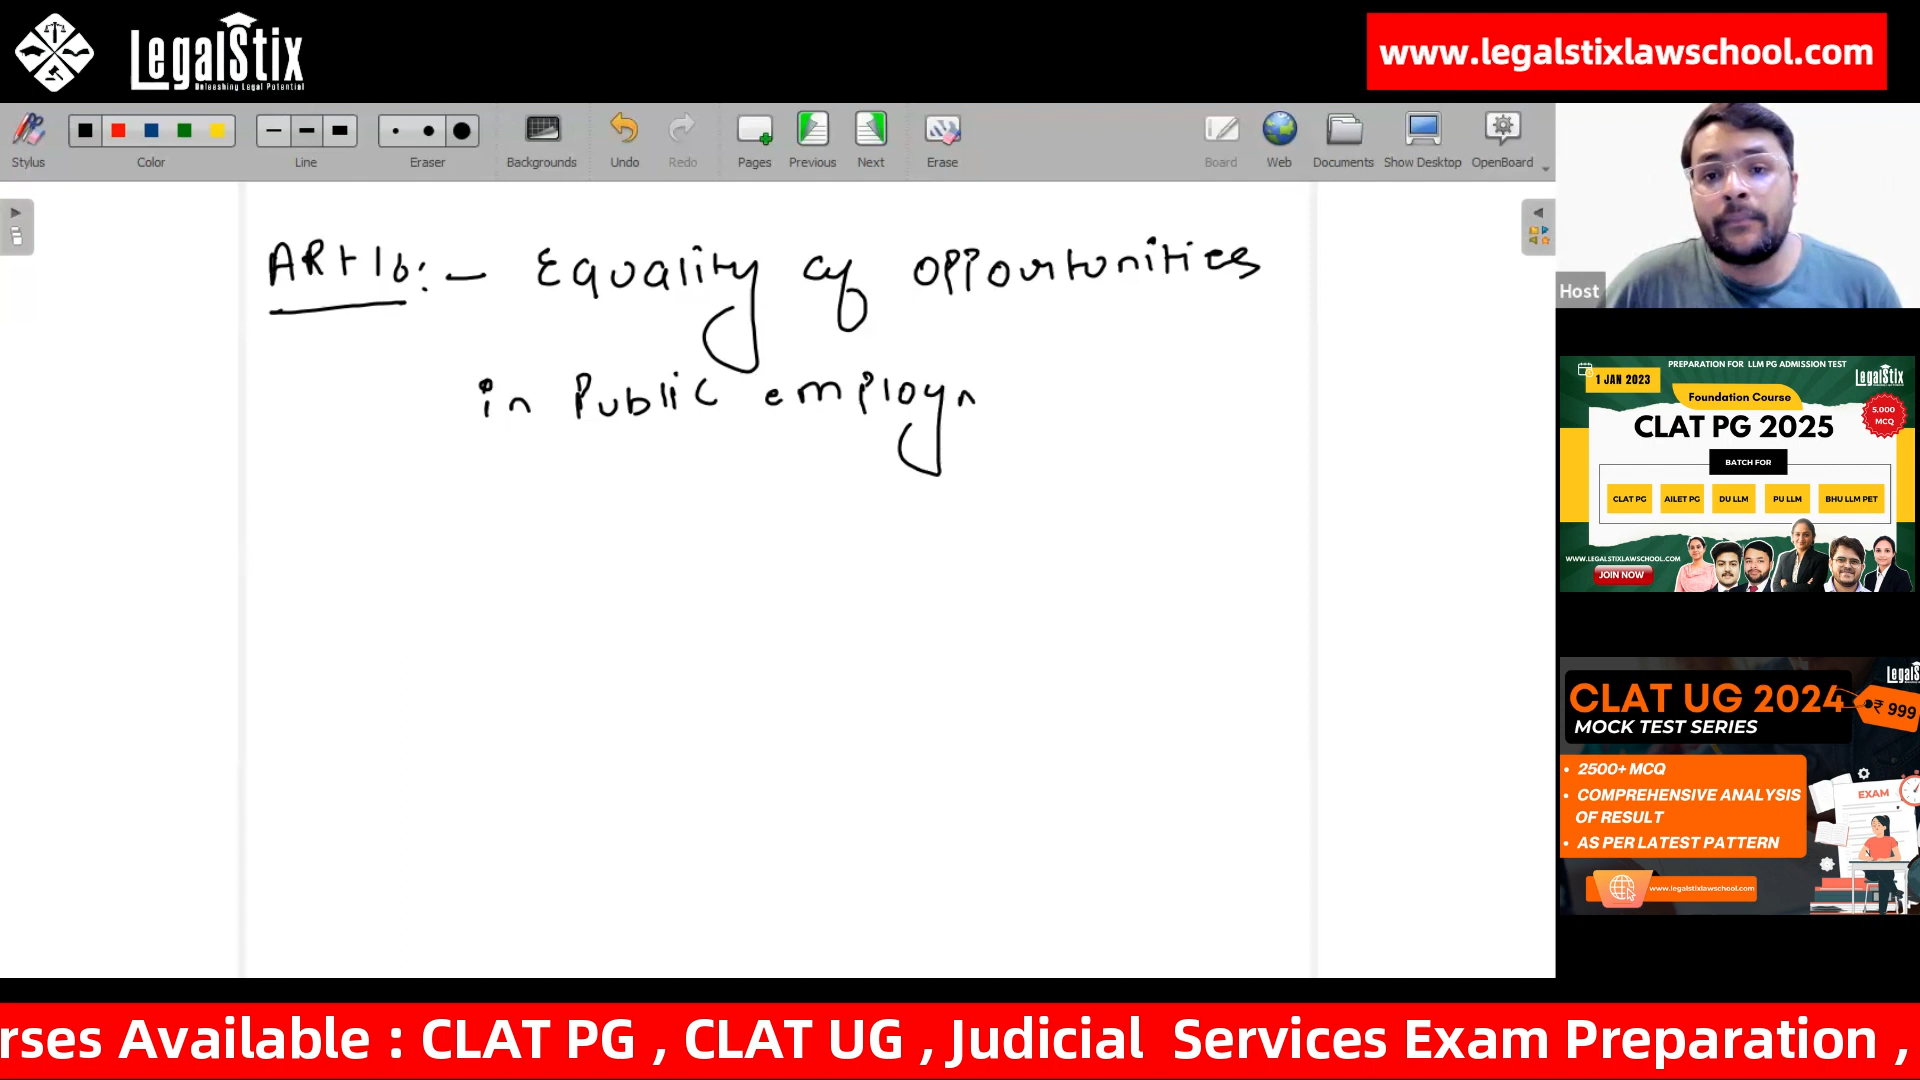 LegalStix
Unleashing Legal Potential
www.legalstixlawschool.com
Stylus
Color
Line
Eraser
Backgrounds
Undo
Redo
Pages
Previous
Next
Erase
Board
Web
Documents
Show Desktop
OpenBoard
ART 16:- Equality of opportunities
in Public employm
Host
PREPARATION FOR LLM PG ADMISSION TEST
LegalStix
1 JAN 2023
Foundation Course
5,000
MCQ
CLAT PG 2025
BATCH FOR
CLAT PG AILET PG DU LLM PU LLM BHU LLM PET
WWW.LEGALSTIXLAWSCHOOL.COM
JOIN NOW
LegalS
CLAT UG 2024
₹ 999
MOCK TEST SERIES
• 2500+ MCQ
• COMPREHENSIVE ANALYSIS
OF RESULT
• AS PER LATEST PATTERN
EXAM
www.legalstixlawschool.com
rses Available : CLAT PG , CLAT UG , Judicial Services Exam Preparation ,